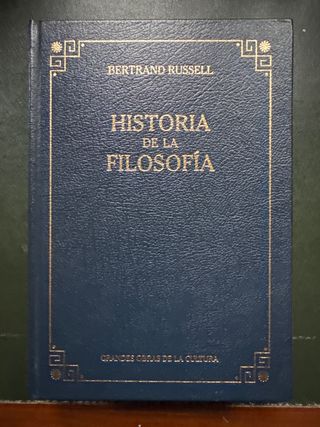 BERTRAND RUSSELL
HISTORIA
DE LA
FILOSOFÍA
GRANDES OBRAS DE LA CULTURA